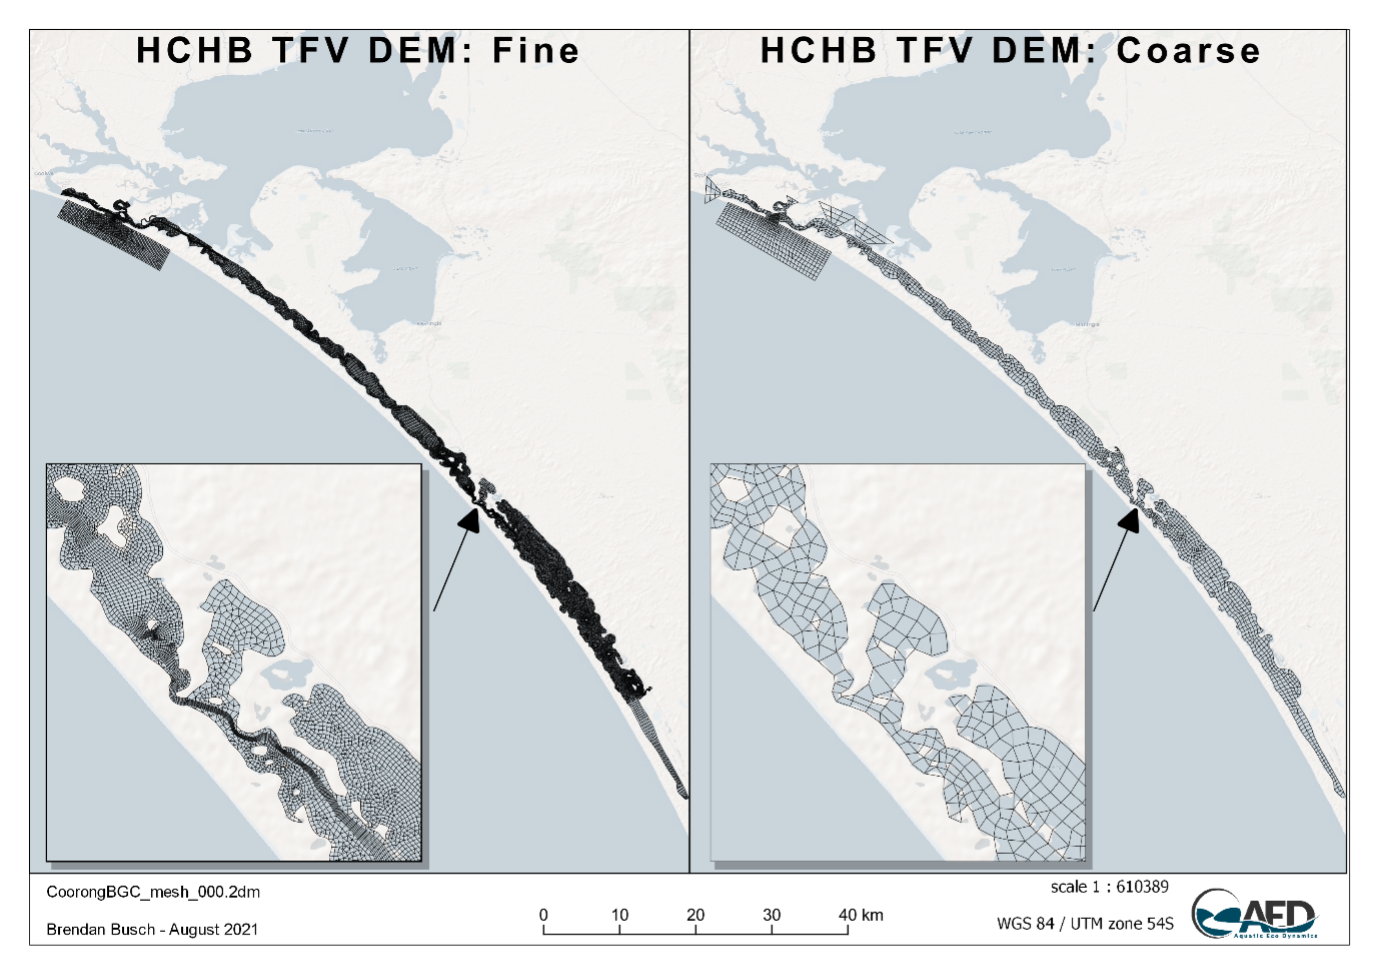 HCHB TFV DEM: Fine
HCHB TFV DEM: Coarse
CoorongBGC_mesh_000.2dm
Brendan Busch - August 2021
0 10 20 30 40 km
scale 1 : 610389
WGS 84 / UTM zone 54S
AED
Aquatic Eco Dynamics